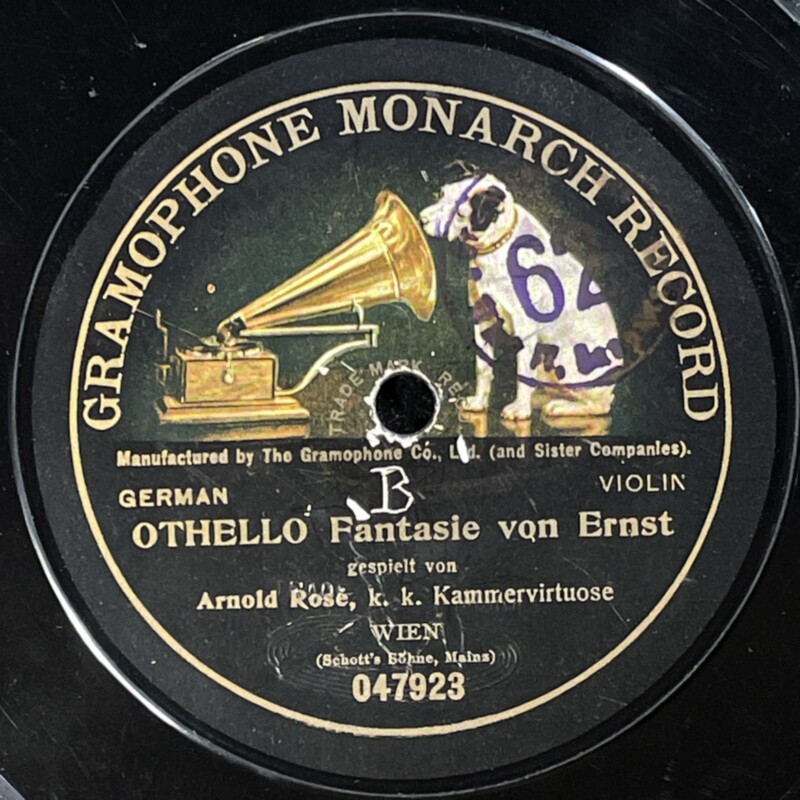 GRAMOPHONE MONARCH RECORD
62
TRADE MARK
Manufactured by The Gramophone Co., Ltd. (and Sister Companies).
B
GERMAN
VIOLIN
OTHELLO Fantasie von Ernst
gespielt von
Arnold Rosé, k. k. Kammervirtuose
WIEN
(Schott's Söhne, Mainz)
047923